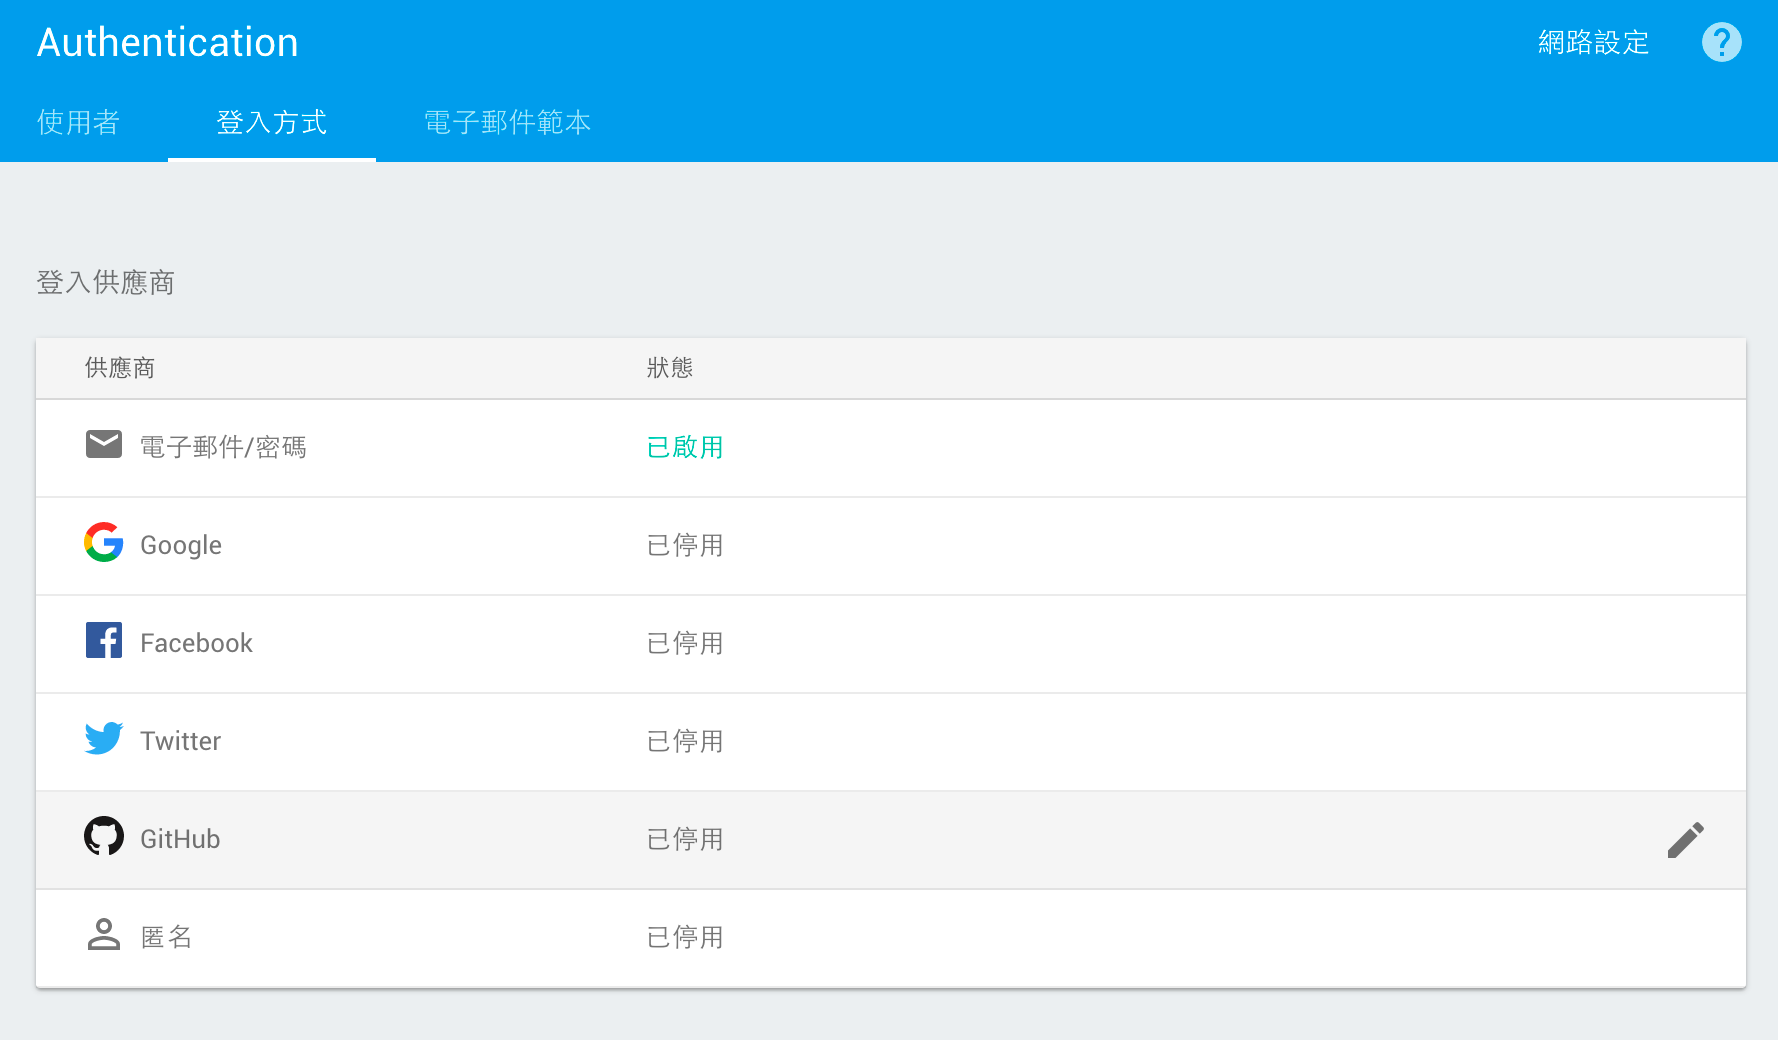 Authentication
網路設定
?
使用者 登入方式 電子郵件範本
登入供應商
供應商 狀態
電子郵件/密碼 已啟用
Google 已停用
Facebook 已停用
Twitter 已停用
GitHub 已停用
匿名 已停用